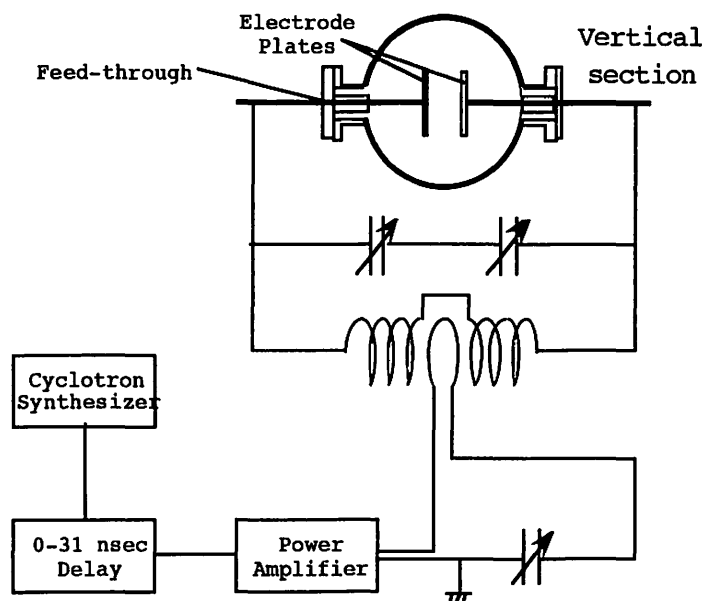 Electrode
Plates
Feed-through
Vertical
section
Cyclotron
Synthesizer
0-31 nsec
Delay
Power
Amplifier